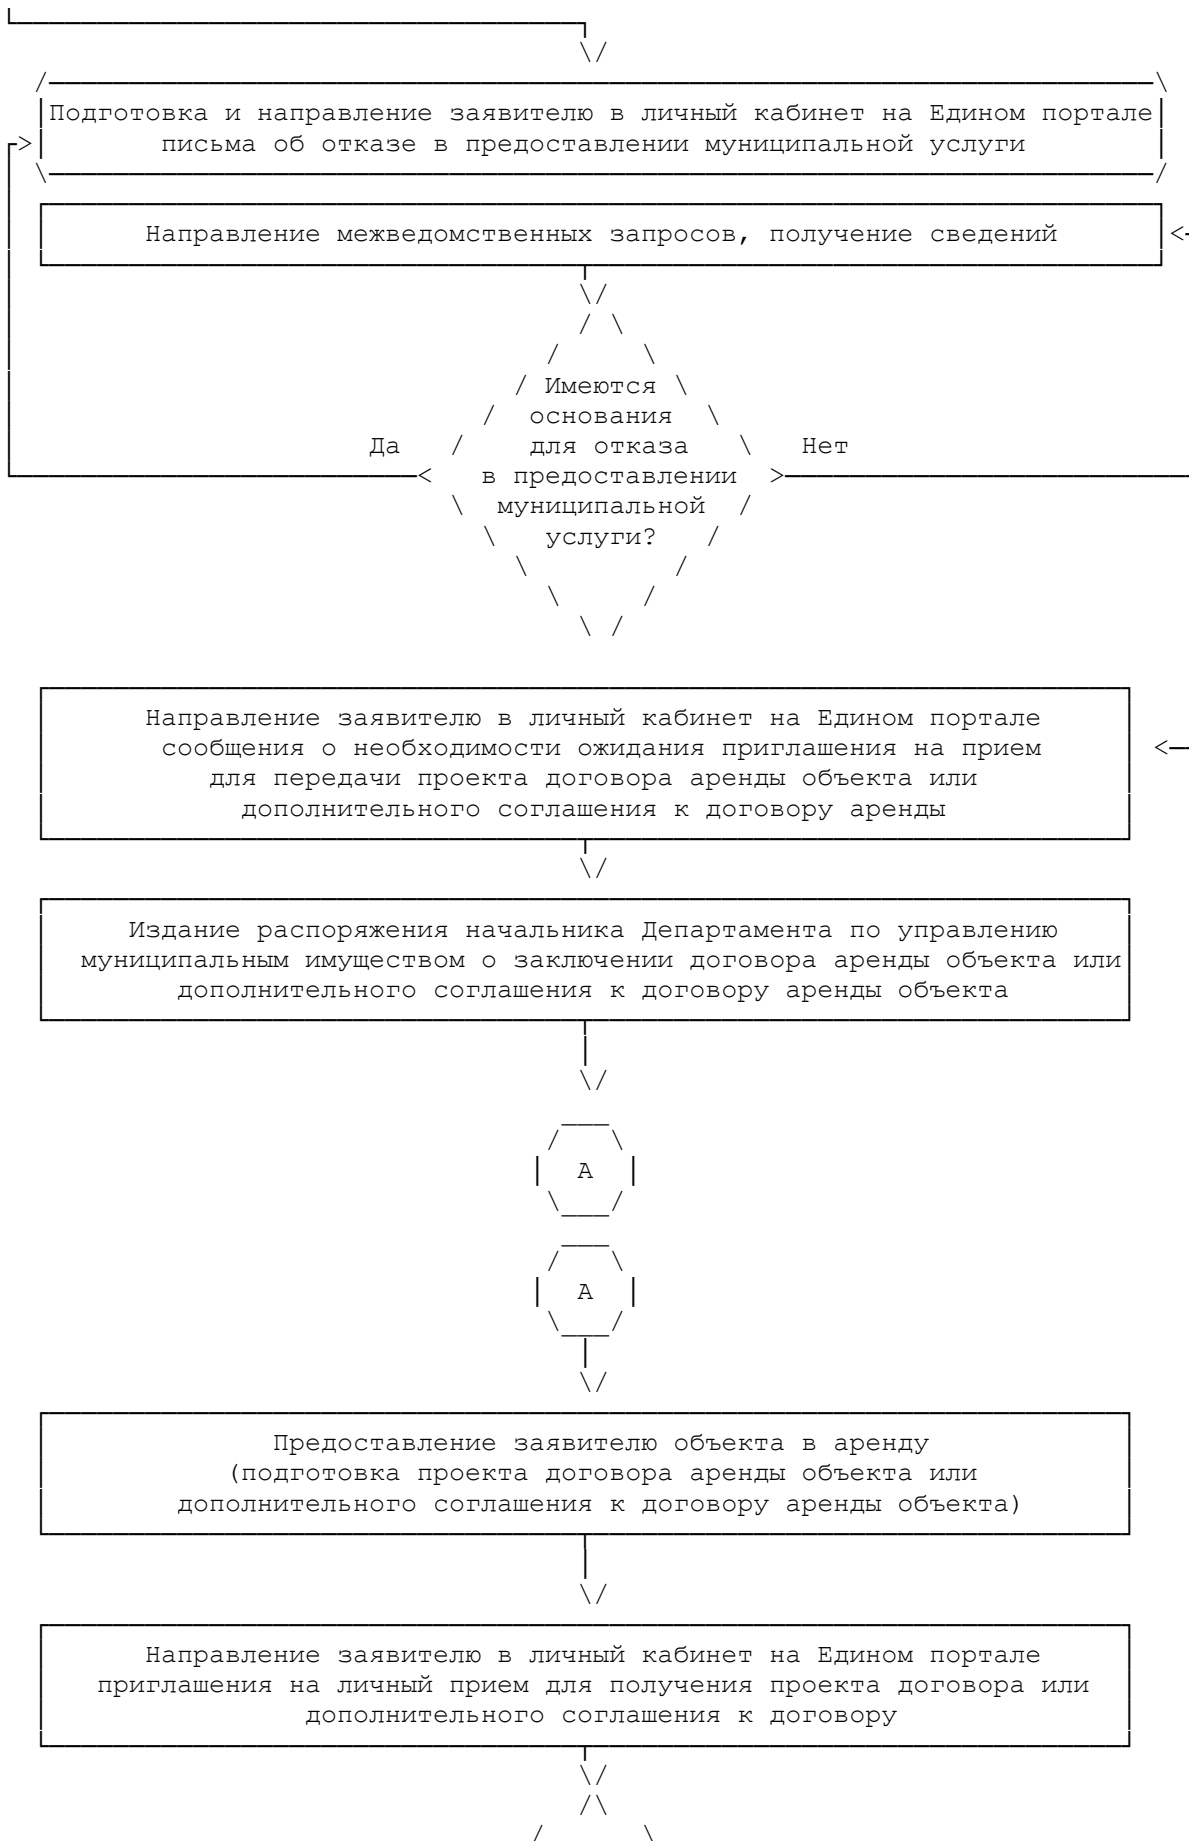 Подготовка и направление заявителю в личный кабинет на Едином портале
письма об отказе в предоставлении муниципальной услуги
Направление межведомственных запросов, получение сведений
Имеются
основания
Да для отказа Нет
в предоставлении
муниципальной
услуги?
Направление заявителю в личный кабинет на Едином портале
сообщения о необходимости ожидания приглашения на прием
для передачи проекта договора аренды объекта или
дополнительного соглашения к договору аренды
Издание распоряжения начальника Департамента по управлению
муниципальным имуществом о заключении договора аренды объекта или
дополнительного соглашения к договору аренды объекта
А
А
Предоставление заявителю объекта в аренду
(подготовка проекта договора аренды объекта или
дополнительного соглашения к договору аренды объекта)
Направление заявителю в личный кабинет на Едином портале
приглашения на личный прием для получения проекта договора или
дополнительного соглашения к договору